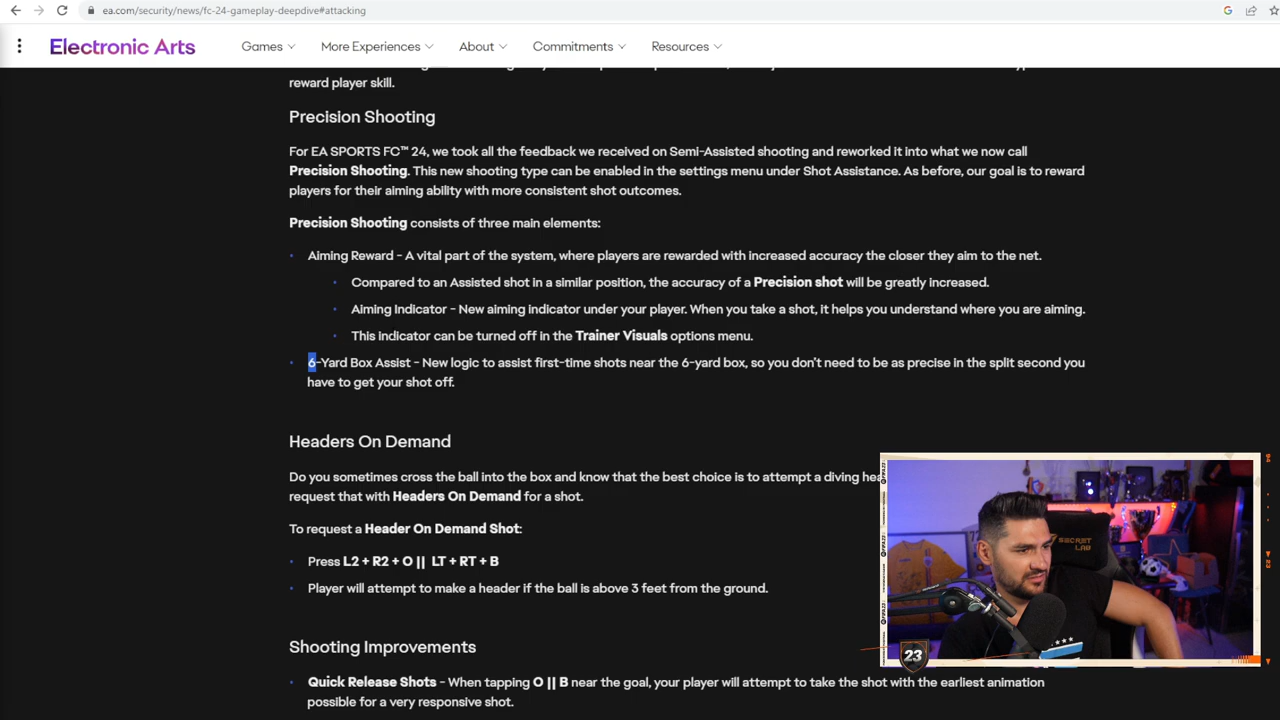 ea.com/security/news/fc-24-gameplay-deepdive#attacking
Electronic Arts
Games More Experiences About Commitments Resources
reward player skill.
Precision Shooting
For EA SPORTS FC™ 24, we took all the feedback we received on Semi-Assisted shooting and reworked it into what we now call
Precision Shooting. This new shooting type can be enabled in the settings menu under Shot Assistance. As before, our goal is to reward
players for their aiming ability with more consistent shot outcomes.
Precision Shooting consists of three main elements:
Aiming Reward - A vital part of the system, where players are rewarded with increased accuracy the closer they aim to the net.
Compared to an Assisted shot in a similar position, the accuracy of a Precision shot will be greatly increased.
Aiming Indicator - New aiming indicator under your player. When you take a shot, it helps you understand where you are aiming.
This indicator can be turned off in the Trainer Visuals options menu.
6-Yard Box Assist - New logic to assist first-time shots near the 6-yard box, so you don't need to be as precise in the split second you
have to get your shot off.
Headers On Demand
Do you sometimes cross the ball into the box and know that the best choice is to attempt a diving
request that with Headers On Demand for a shot.
To request a Header On Demand Shot:
Press L2 + R2 + O || LT + RT + B
Player will attempt to make a header if the ball is above 3 feet from the ground.
23
Shooting Improvements
Quick Release Shots - When tapping O || B near the goal, your player will attempt to take the shot with the earliest animation
possible for a very responsive shot.